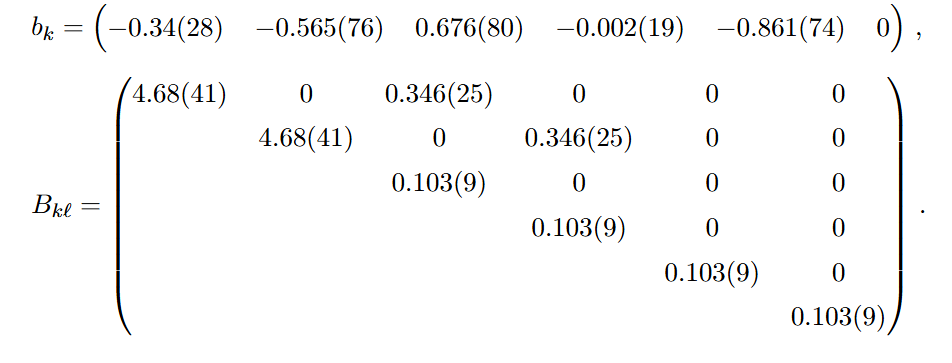 b_k = ( −0.34(28) −0.565(76) 0.676(80) −0.002(19) −0.861(74) 0 ) ,
4.68(41) 0 0.346(25) 0 0 0
4.68(41) 0 0.346(25) 0 0
0.103(9) 0 0 0
B_{kℓ} =
0.103(9) 0 0
0.103(9) 0
0.103(9)
.